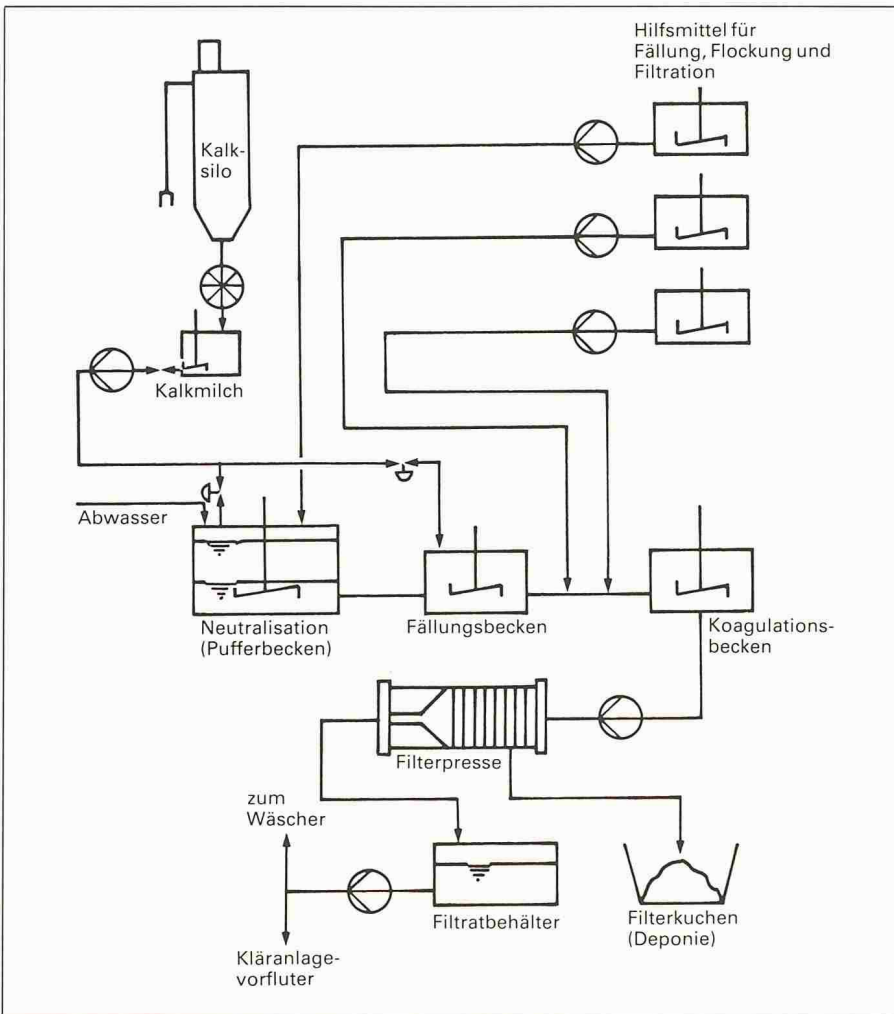 Hilfsmittel für
Fällung, Flockung und
Filtration
Kalk-
silo
Kalkmilch
Abwasser
Neutralisation
(Pufferbecken)
Fällungsbecken
Koagulations-
becken
Filterpresse
zum
Wäscher
Filtratbehälter
Filterkuchen
(Deponie)
Kläranlage-
vorfluter